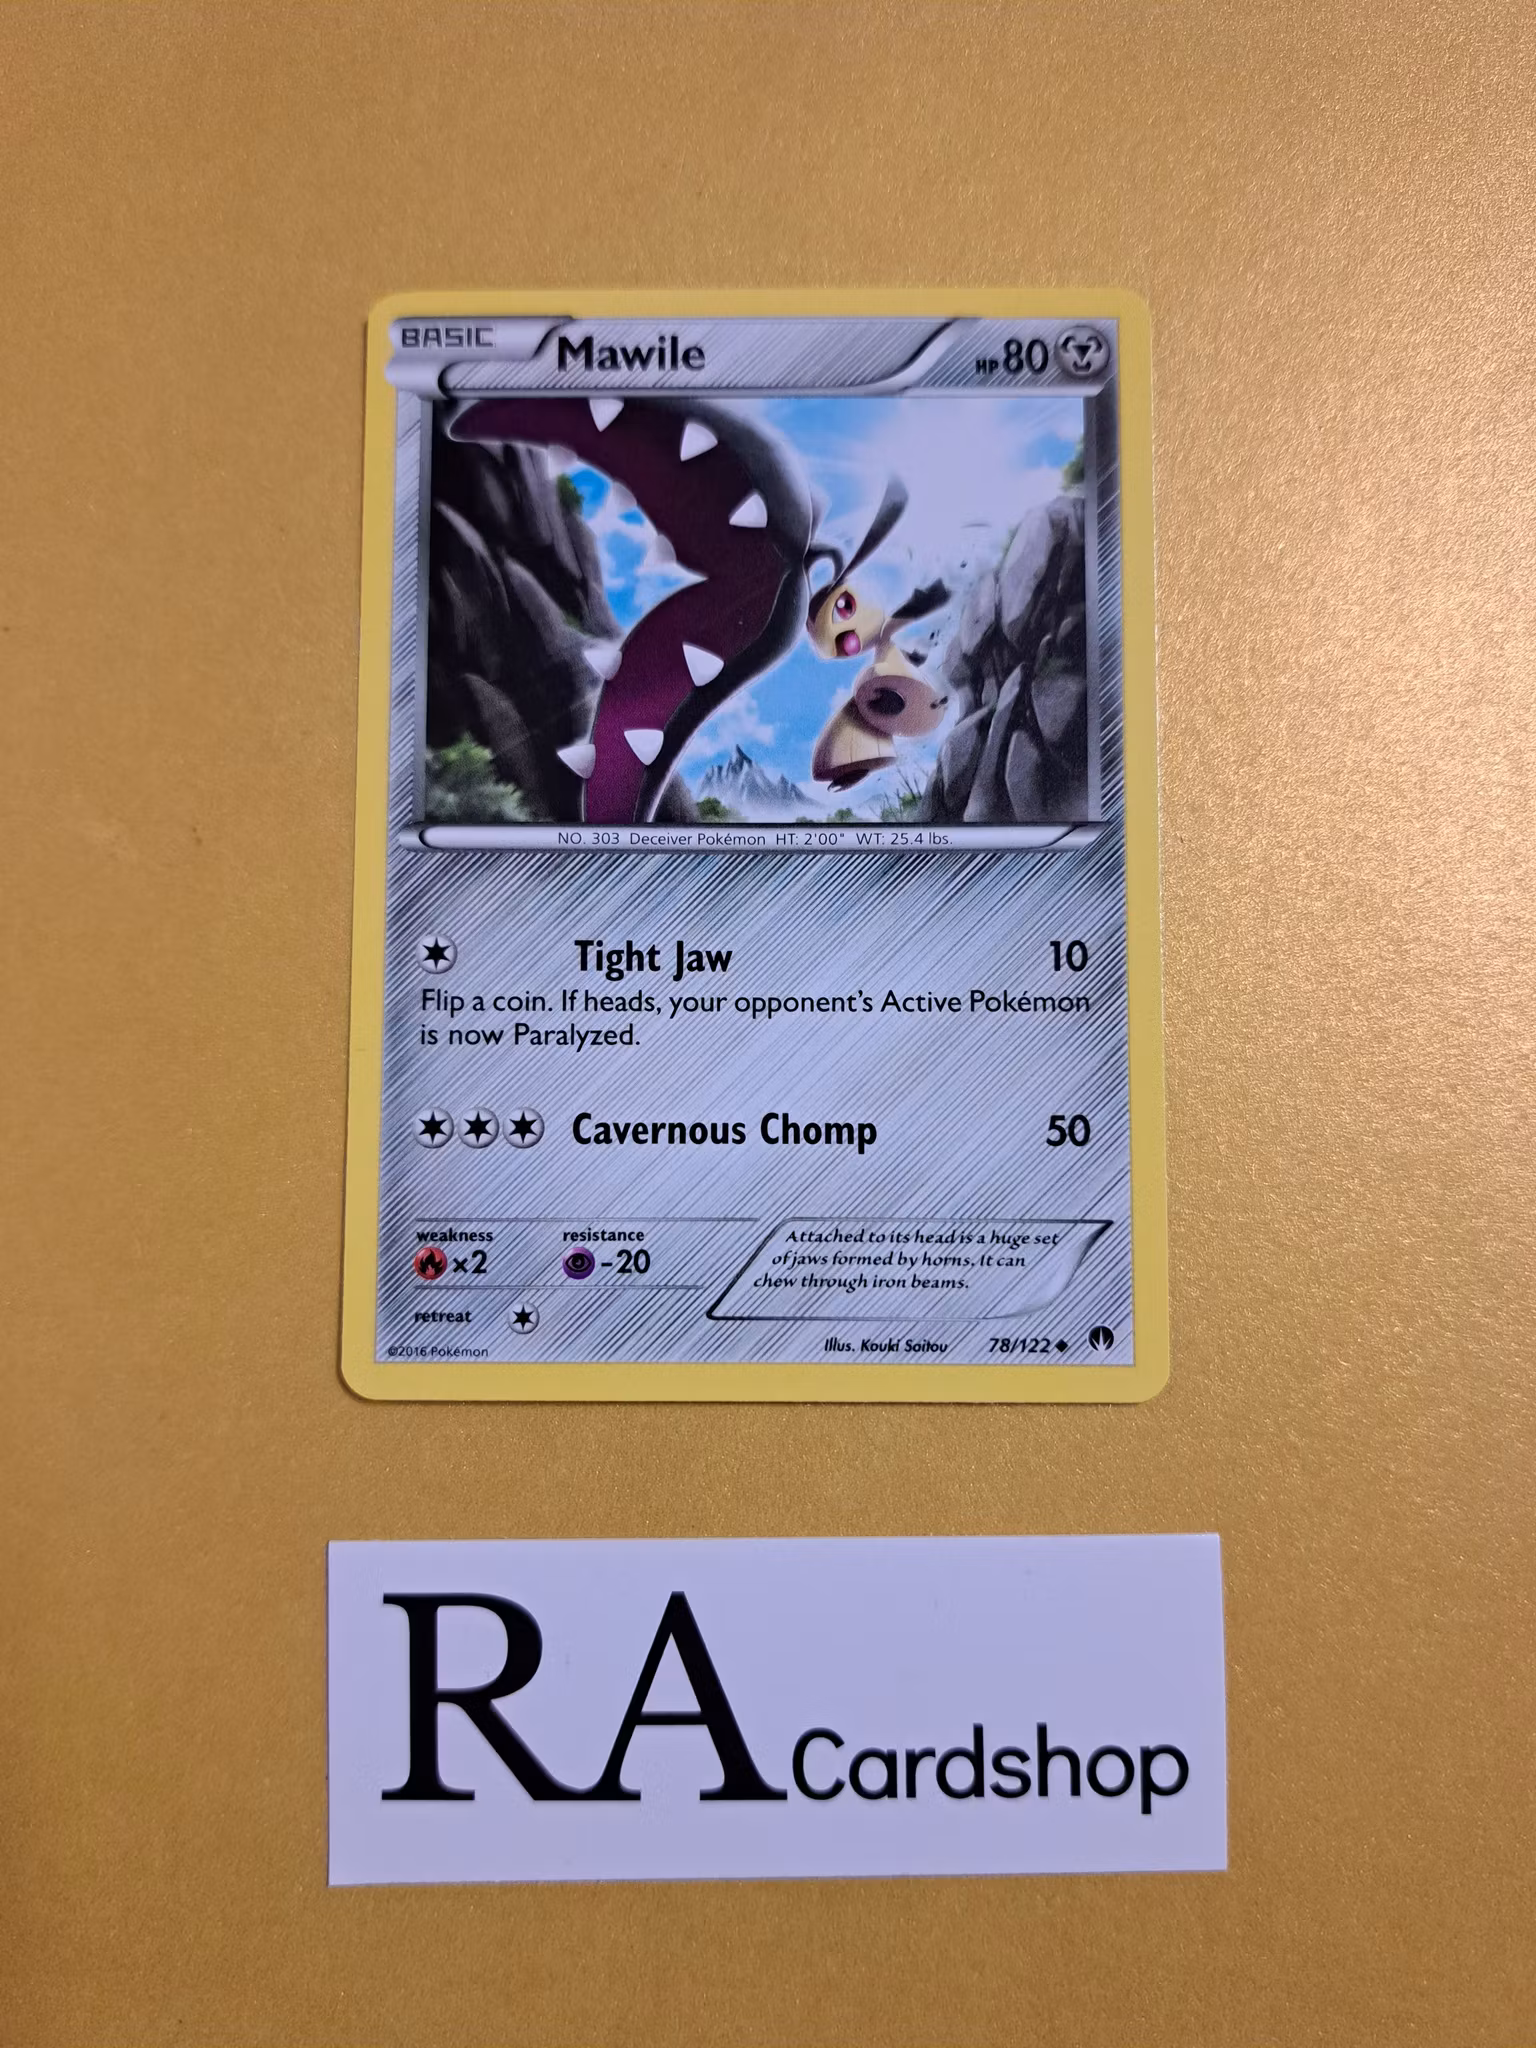 BASIC Mawile HP80
NO. 303 Deceiver Pokémon HT: 2'00" WT: 25.4 lbs.
Tight Jaw 10
Flip a coin. If heads, your opponent's Active Pokémon
is now Paralyzed.
Cavernous Chomp 50
weakness resistance
×2 -20
retreat
Attached to its head is a huge set
of jaws formed by horns. It can
chew through iron beams.
©2016 Pokémon Illus. Kouki Saitou 78/122
RA Cardshop